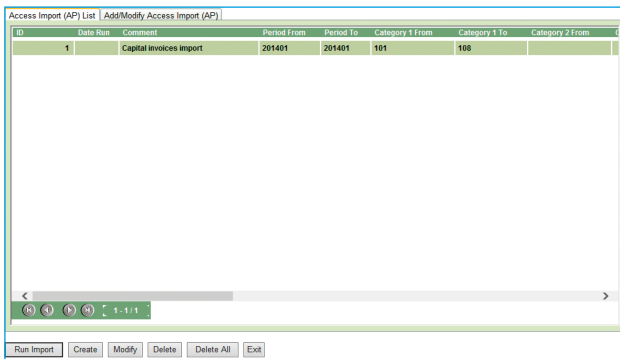 Access Import (AP) List Add/Modify Access Import (AP)
ID Date Run Comment Period From Period To Category 1 From Category 1 To Category 2 From
1 Capital invoices import 201401 201401 101 108
1 - 1 / 1
Run Import Create Modify Delete Delete All Exit